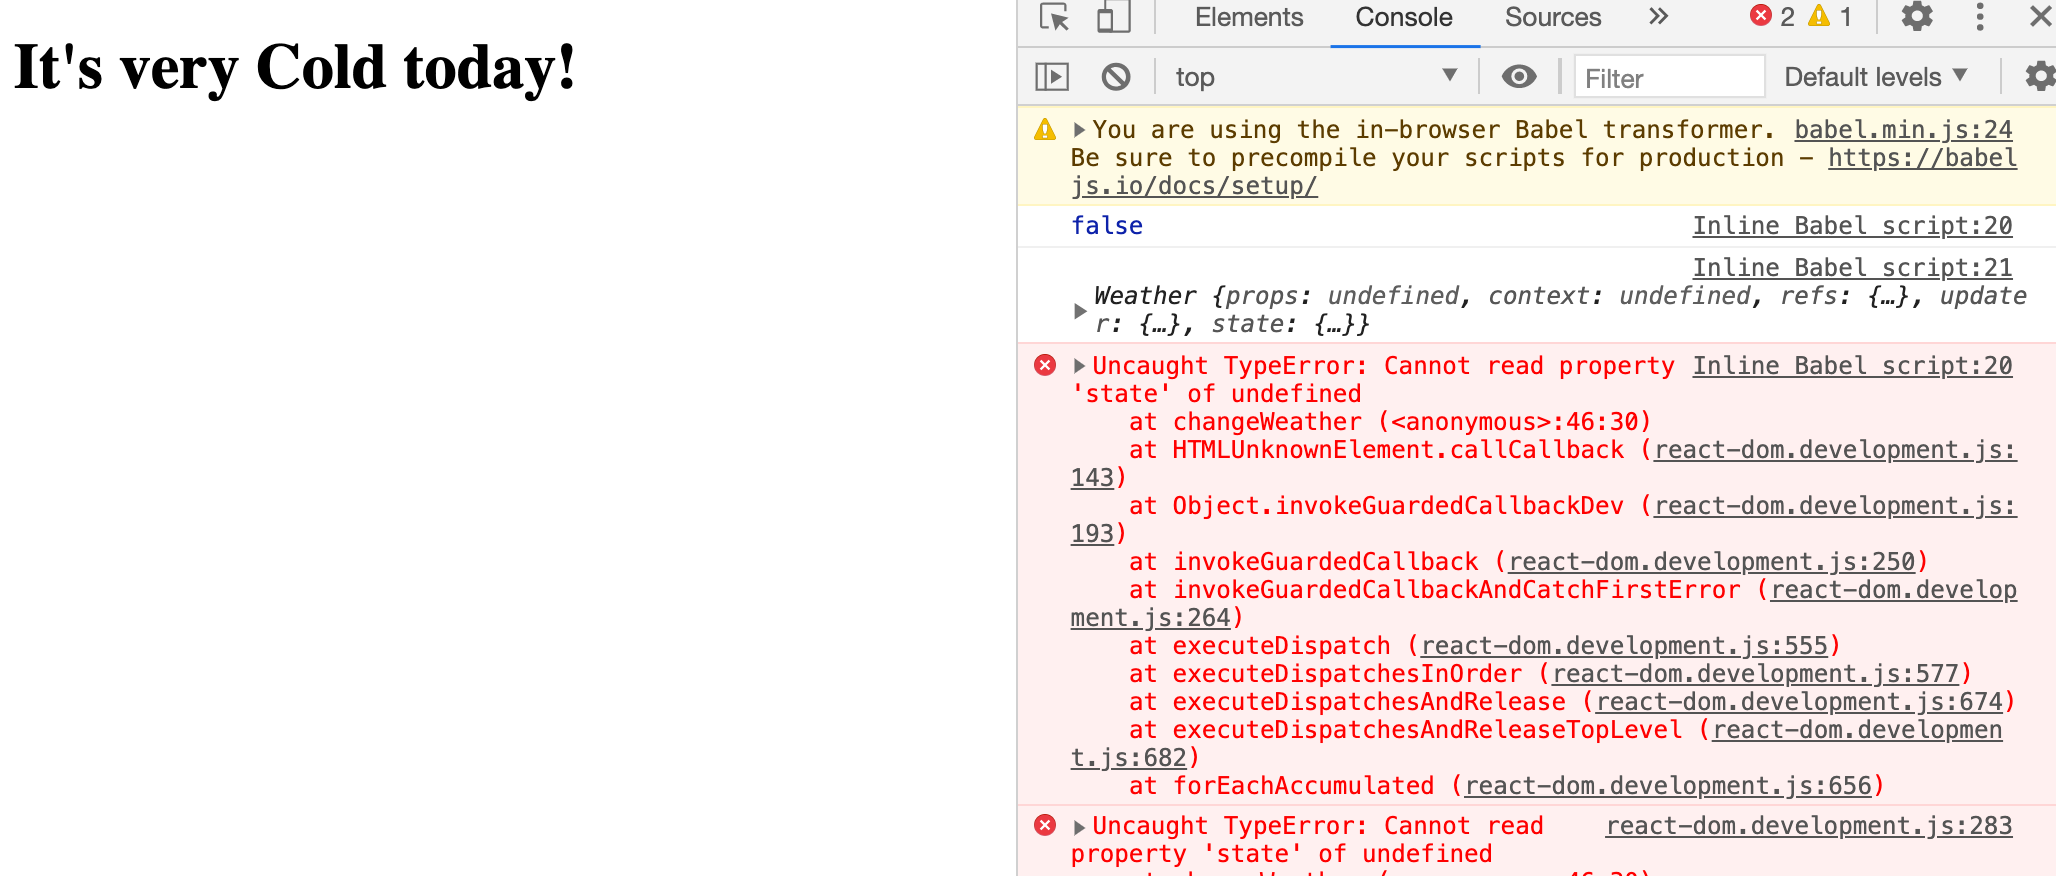 It's very Cold today!
Elements Console Sources » 2 1
top Filter Default levels
You are using the in-browser Babel transformer. babel.min.js:24
Be sure to precompile your scripts for production – https://babel
js.io/docs/setup/
false Inline Babel script:20
Inline Babel script:21
Weather {props: undefined, context: undefined, refs: {…}, update
r: {…}, state: {…}}
Uncaught TypeError: Cannot read property Inline Babel script:20
'state' of undefined
at changeWeather (<anonymous>:46:30)
at HTMLUnknownElement.callCallback (react-dom.development.js:
143)
at Object.invokeGuardedCallbackDev (react-dom.development.js:
193)
at invokeGuardedCallback (react-dom.development.js:250)
at invokeGuardedCallbackAndCatchFirstError (react-dom.develop
ment.js:264)
at executeDispatch (react-dom.development.js:555)
at executeDispatchesInOrder (react-dom.development.js:577)
at executeDispatchesAndRelease (react-dom.development.js:674)
at executeDispatchesAndReleaseTopLevel (react-dom.developmen
t.js:682)
at forEachAccumulated (react-dom.development.js:656)
Uncaught TypeError: Cannot read react-dom.development.js:283
property 'state' of undefined